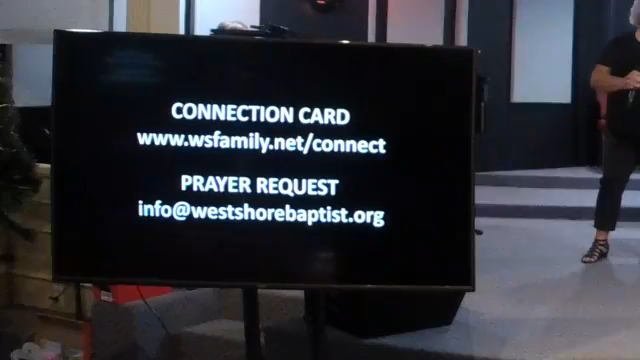 CONNECTION CARD
www.wsfamily.net/connect
PRAYER REQUEST
info@westshorebaptist.org